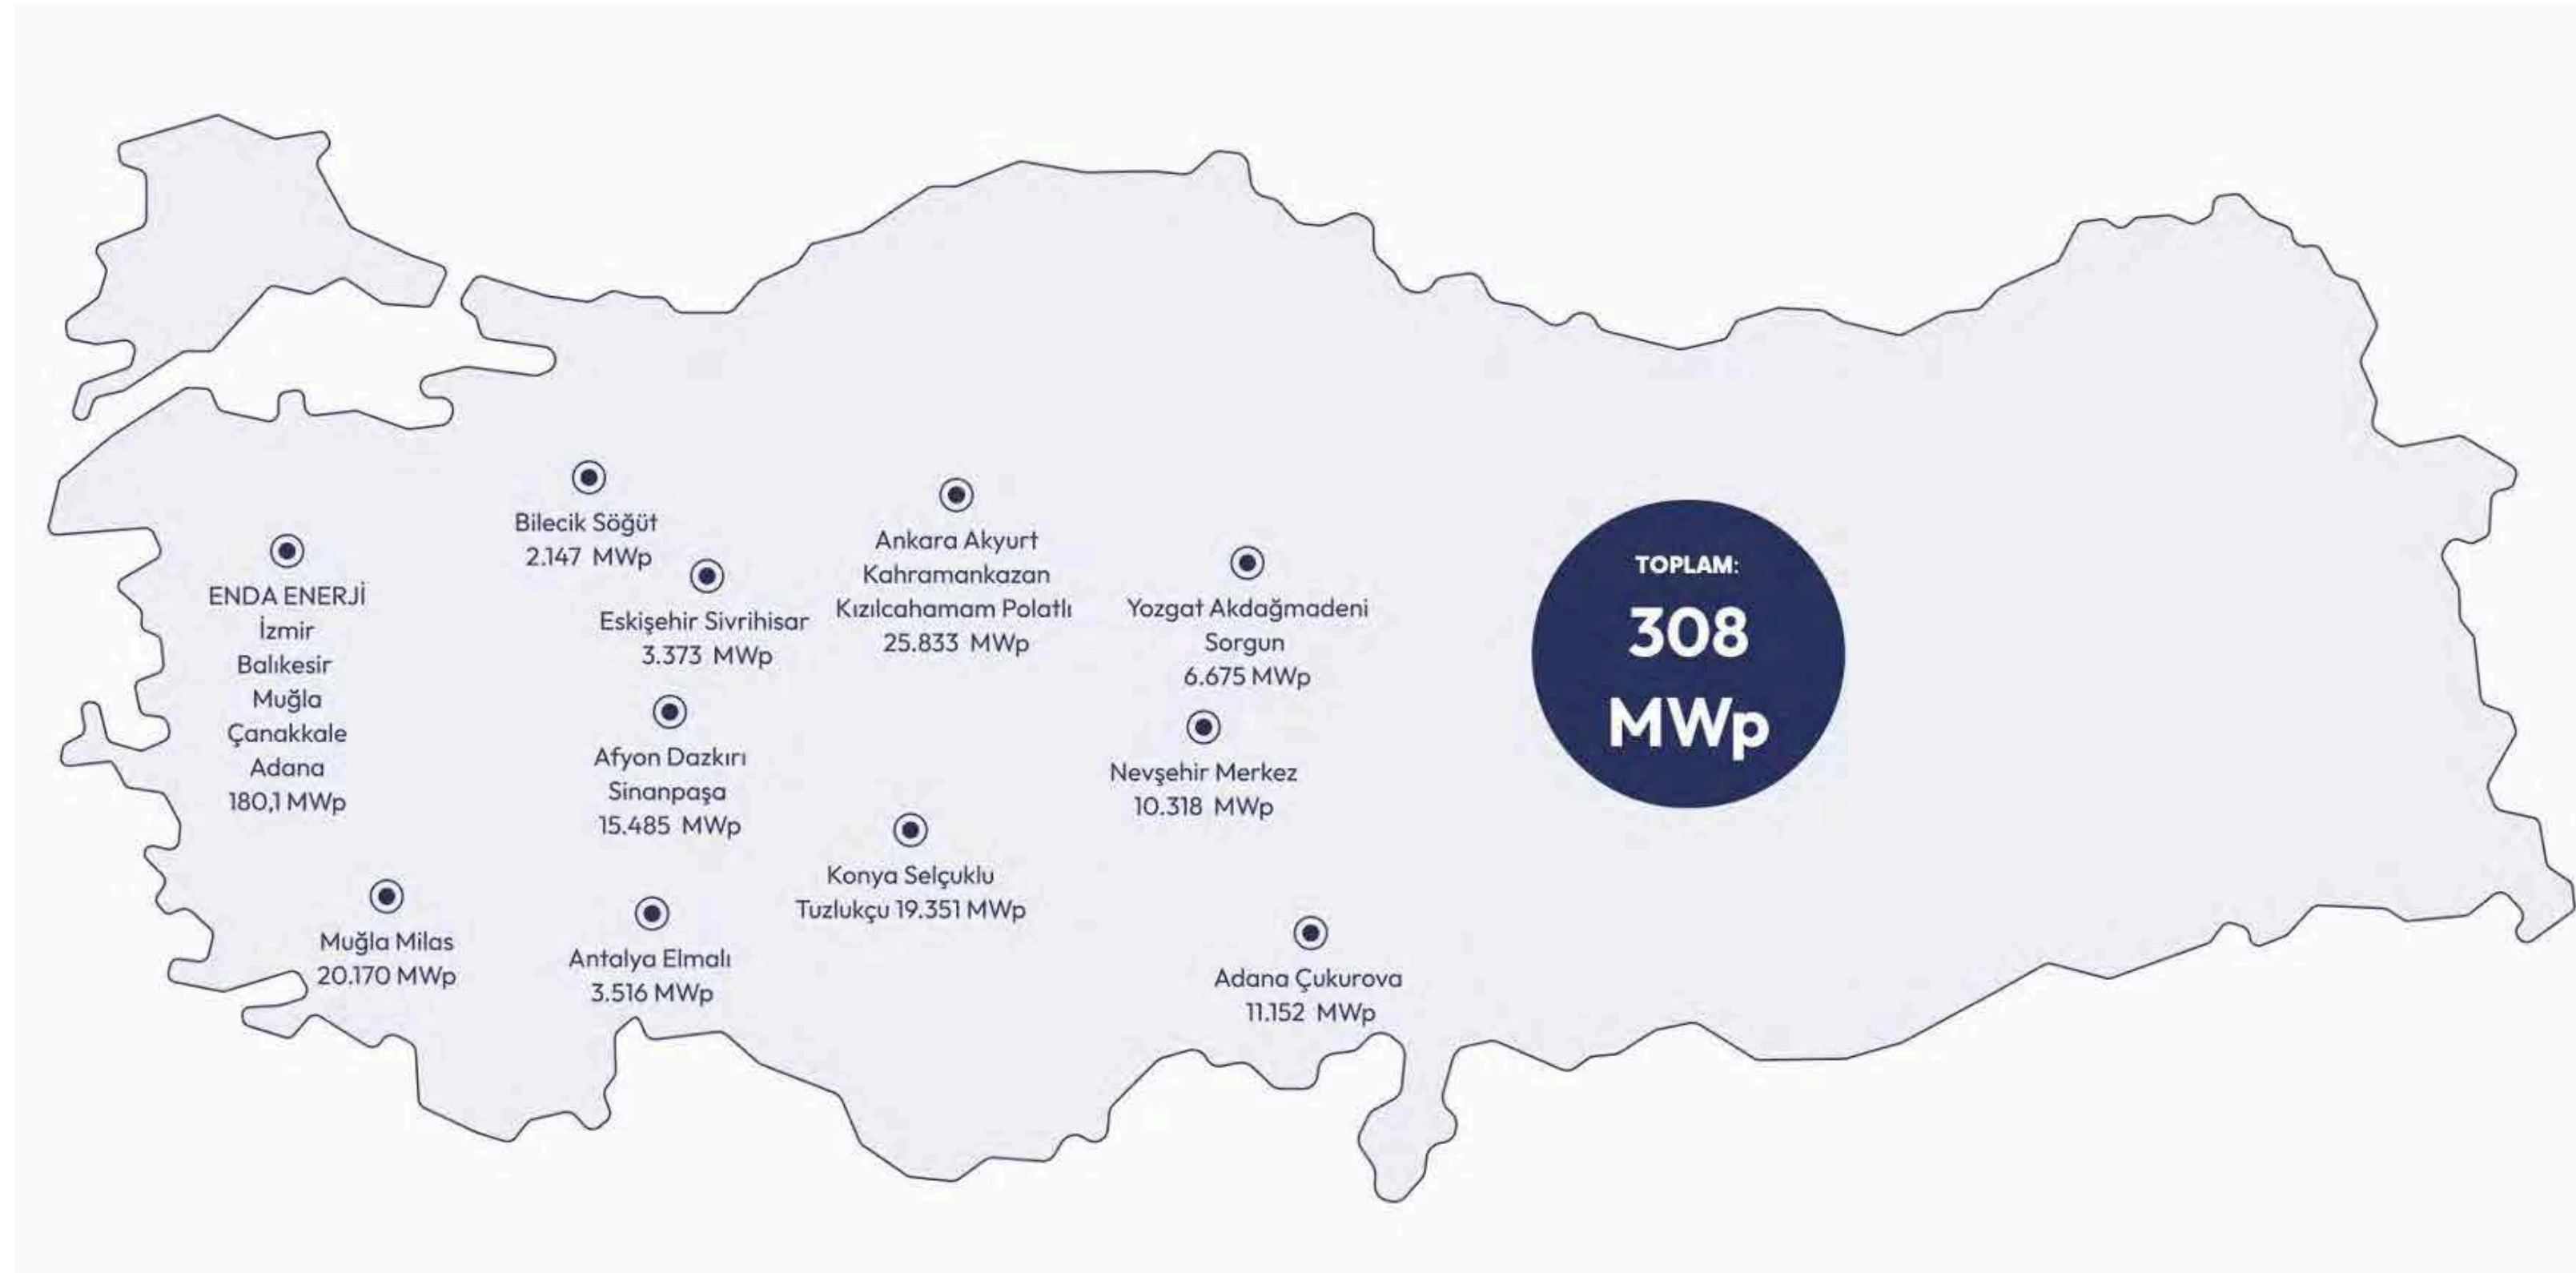 Bilecik Söğüt
2.147 MWp
Ankara Akyurt
Kahramankazan
Kızılcahamam Polatlı
25.833 MWp
ENDA ENERJİ
İzmir
Balıkesir
Muğla
Çanakkale
Adana
180,1 MWp
Eskişehir Sivrihisar
3.373 MWp
Yozgat Akdağmadeni
Sorgun
6.675 MWp
TOPLAM:
308
MWp
Afyon Dazkırı
Sinanpaşa
15.485 MWp
Nevşehir Merkez
10.318 MWp
Konya Selçuklu
Tuzlukçu 19.351 MWp
Muğla Milas
20.170 MWp
Antalya Elmalı
3.516 MWp
Adana Çukurova
11.152 MWp